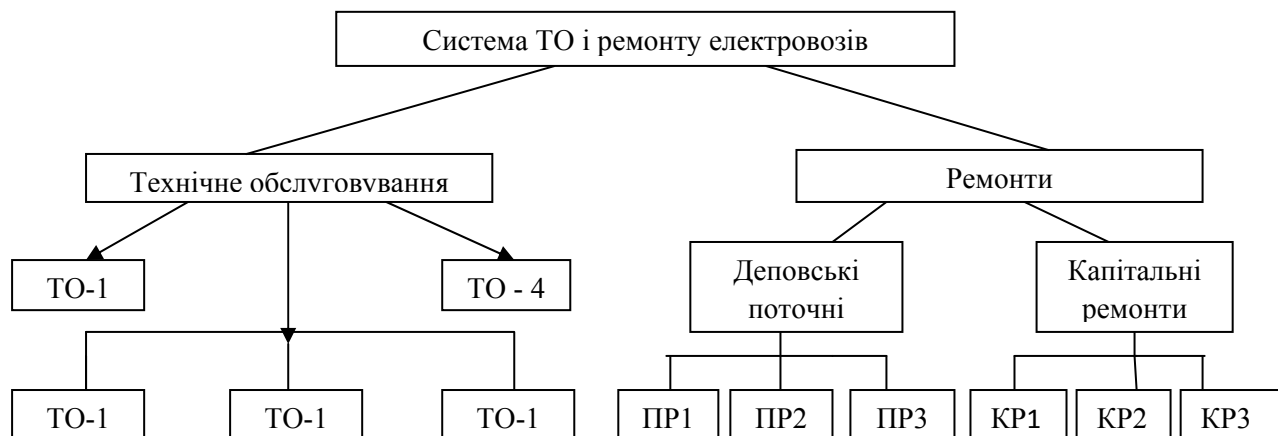 Система ТО і ремонту електровозів
Технічне обслуговування
Ремонти
ТО-1
ТО - 4
Деповські
поточні
Капітальні
ремонти
ТО-1
ТО-1
ТО-1
ПР1
ПР2
ПР3
КР1
КР2
КР3